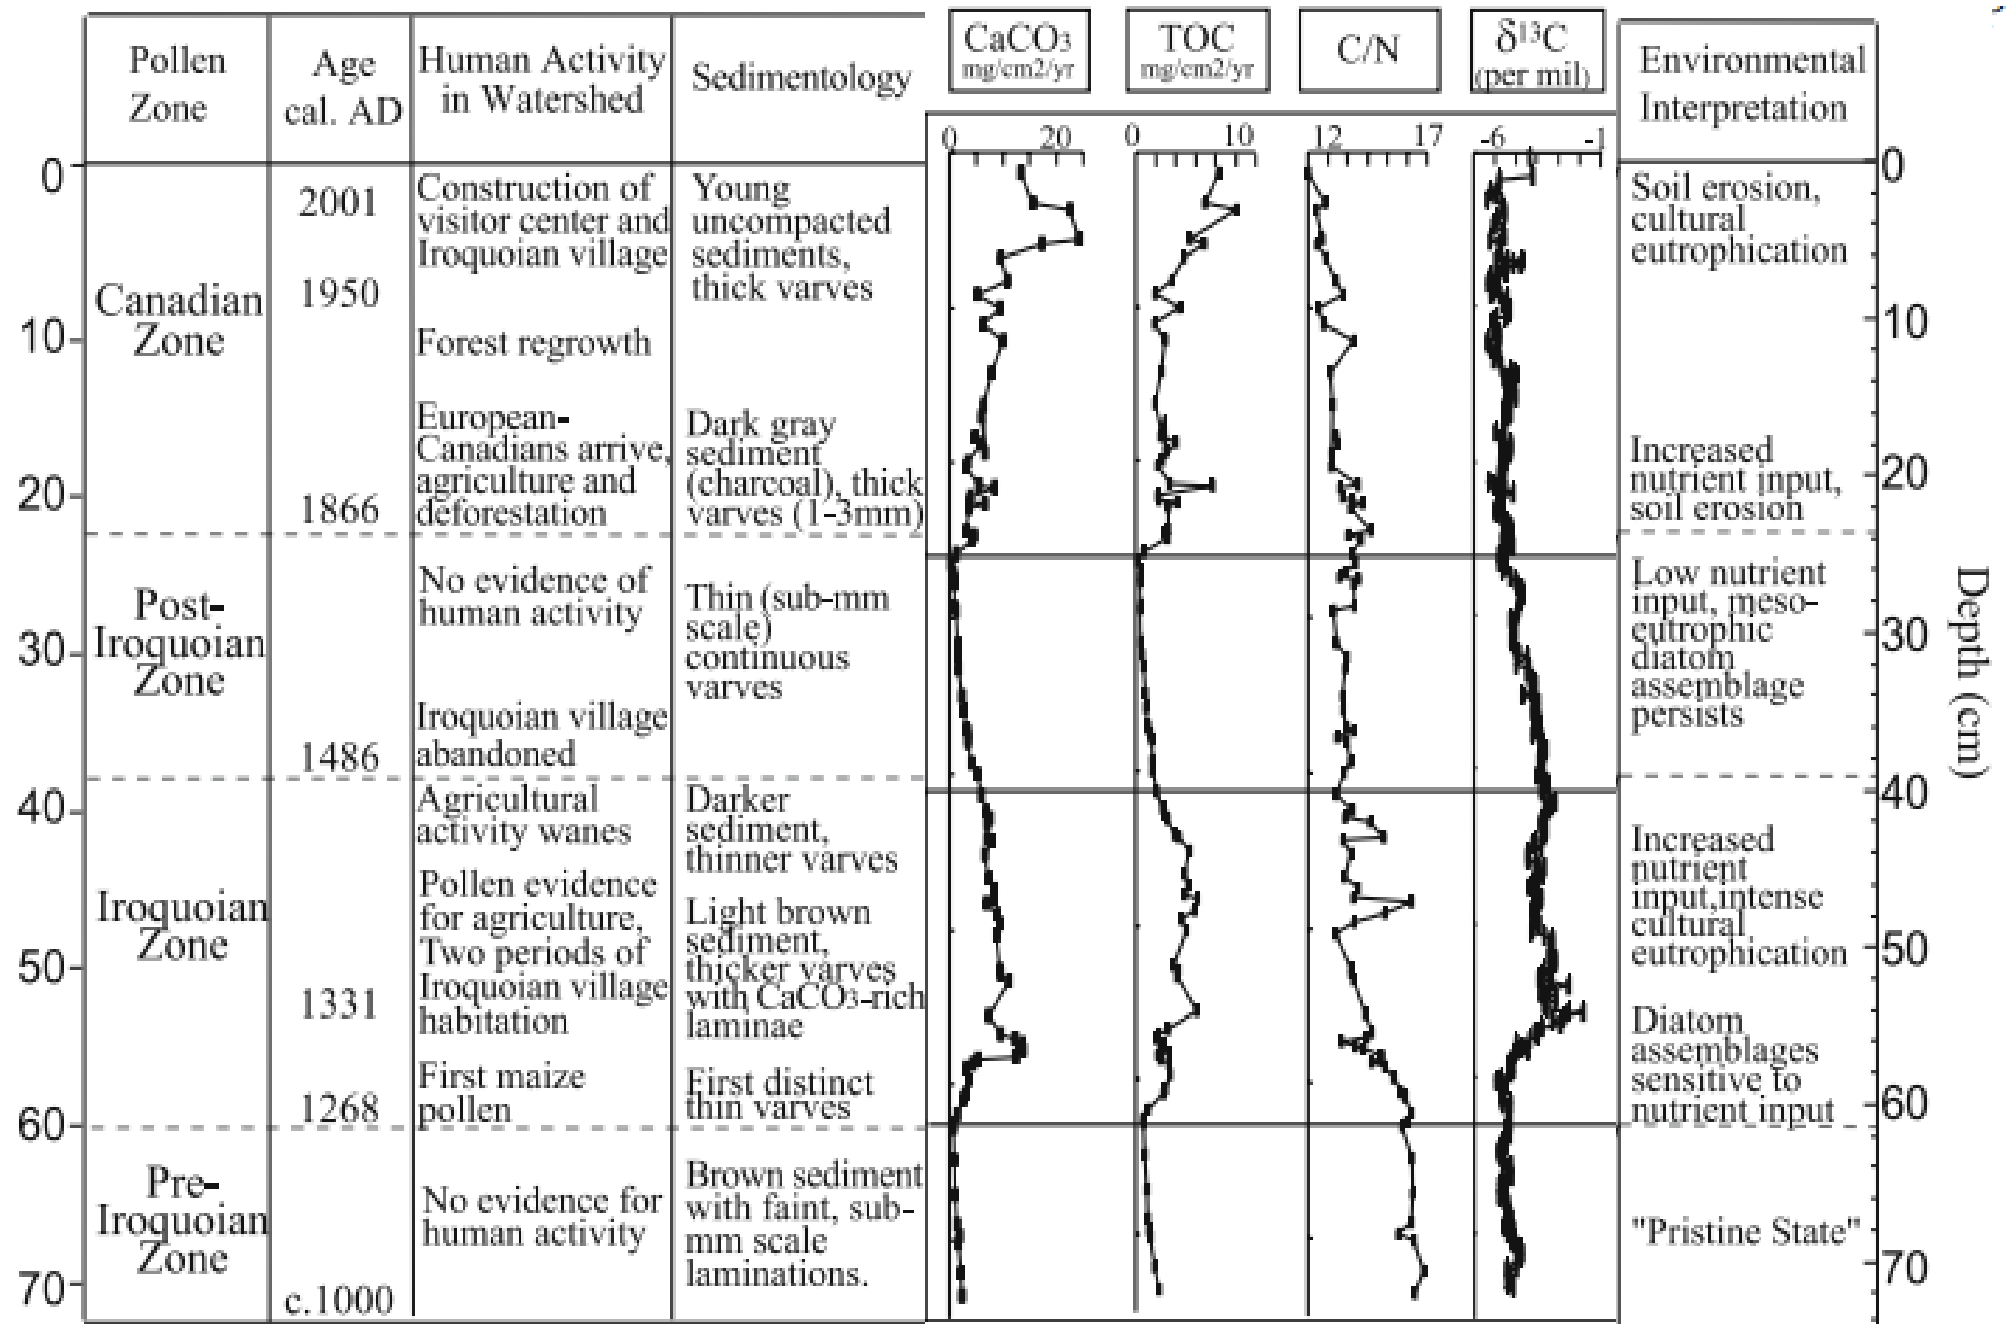 Pollen
Zone
Age
cal. AD
Human Activity
in Watershed
Sedimentology
CaCO3
mg/cm2/yr
TOC
mg/cm2/yr
C/N
δ13C
(per mil)
Environmental
Interpretation
0 20
0 10
12 17
-6 -1
0
10
20
30
40
50
60
70
Canadian
Zone
Post-
Iroquoian
Zone
Iroquoian
Zone
Pre-
Iroquoian
Zone
2001
1950
1866
1486
1331
1268
c.1000
Construction of
visitor center and
Iroquoian village
Forest regrowth
European-
Canadians arrive,
agriculture and
deforestation
No evidence of
human activity
Iroquoian village
abandoned
Agricultural
activity wanes
Pollen evidence
for agriculture,
Two periods of
Iroquoian village
habitation
First maize
pollen
No evidence for
human activity
Young
uncompacted
sediments,
thick varves
Dark gray
sediment
(charcoal), thick
varves (1-3mm)
Thin (sub-mm
scale)
continuous
varves
Darker
sediment,
thinner varves
Light brown
sediment,
thicker varves
with CaCO3-rich
laminae
First distinct
thin varves
Brown sediment
with faint, sub-
mm scale
laminations.
Soil erosion,
cultural
eutrophication
Increased
nutrient input,
soil erosion
Low nutrient
input, meso-
eutrophic
diatom
assemblage
persists
Increased
nutrient
input,intense
cultural
eutrophication
Diatom
assemblages
sensitive to
nutrient input
"Pristine State"
0
10
20
30
40
50
60
70
Depth (cm)